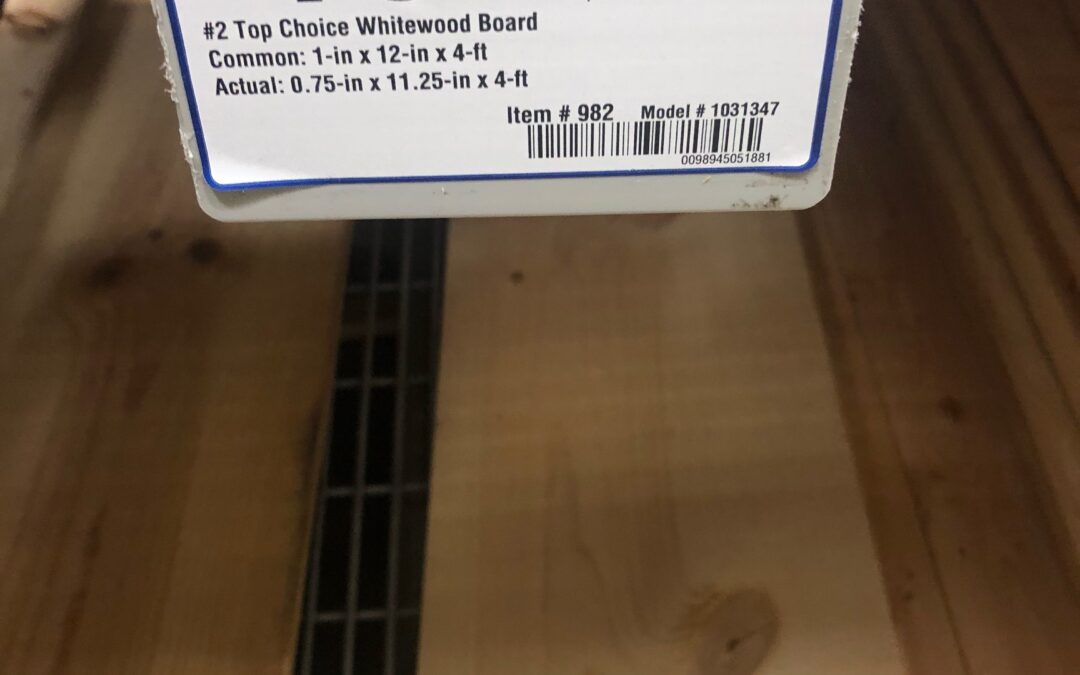 #2 Top Choice Whitewood Board
Common: 1-in x 12-in x 4-ft
Actual: 0.75-in x 11.25-in x 4-ft
Item # 982 Model # 1031347
0098945051881